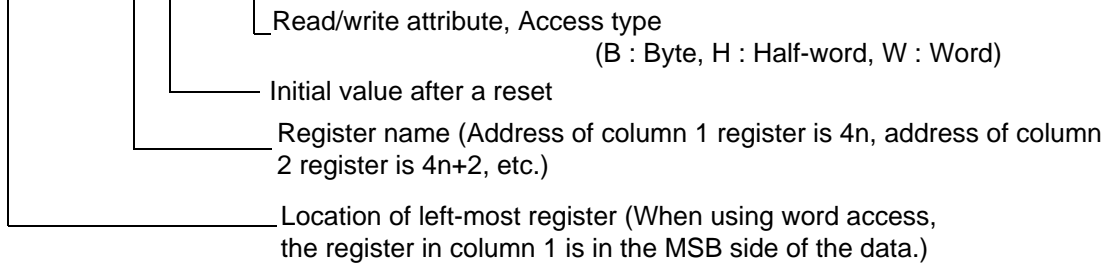 Read/write attribute, Access type
(B : Byte, H : Half-word, W : Word)
Initial value after a reset
Register name (Address of column 1 register is 4n, address of column
2 register is 4n+2, etc.)
Location of left-most register (When using word access,
the register in column 1 is in the MSB side of the data.)